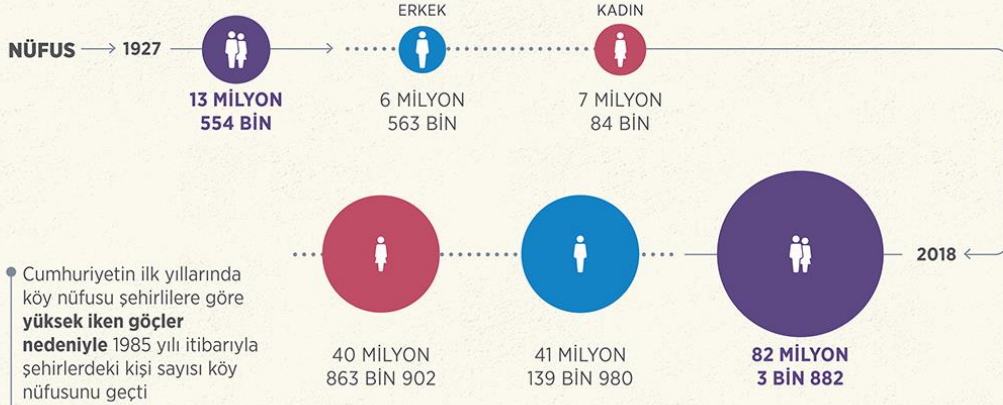 NÜFUS
1927
13 MİLYON
554 BİN
ERKEK
6 MİLYON
563 BİN
KADIN
7 MİLYON
84 BİN
2018
82 MİLYON
3 BİN 882
41 MİLYON
139 BİN 980
40 MİLYON
863 BİN 902
Cumhuriyetin ilk yıllarında
köy nüfusu şehirlilere göre
yüksek iken göçler
nedeniyle 1985 yılı itibarıyla
şehirlerdeki kişi sayısı köy
nüfusunu geçti